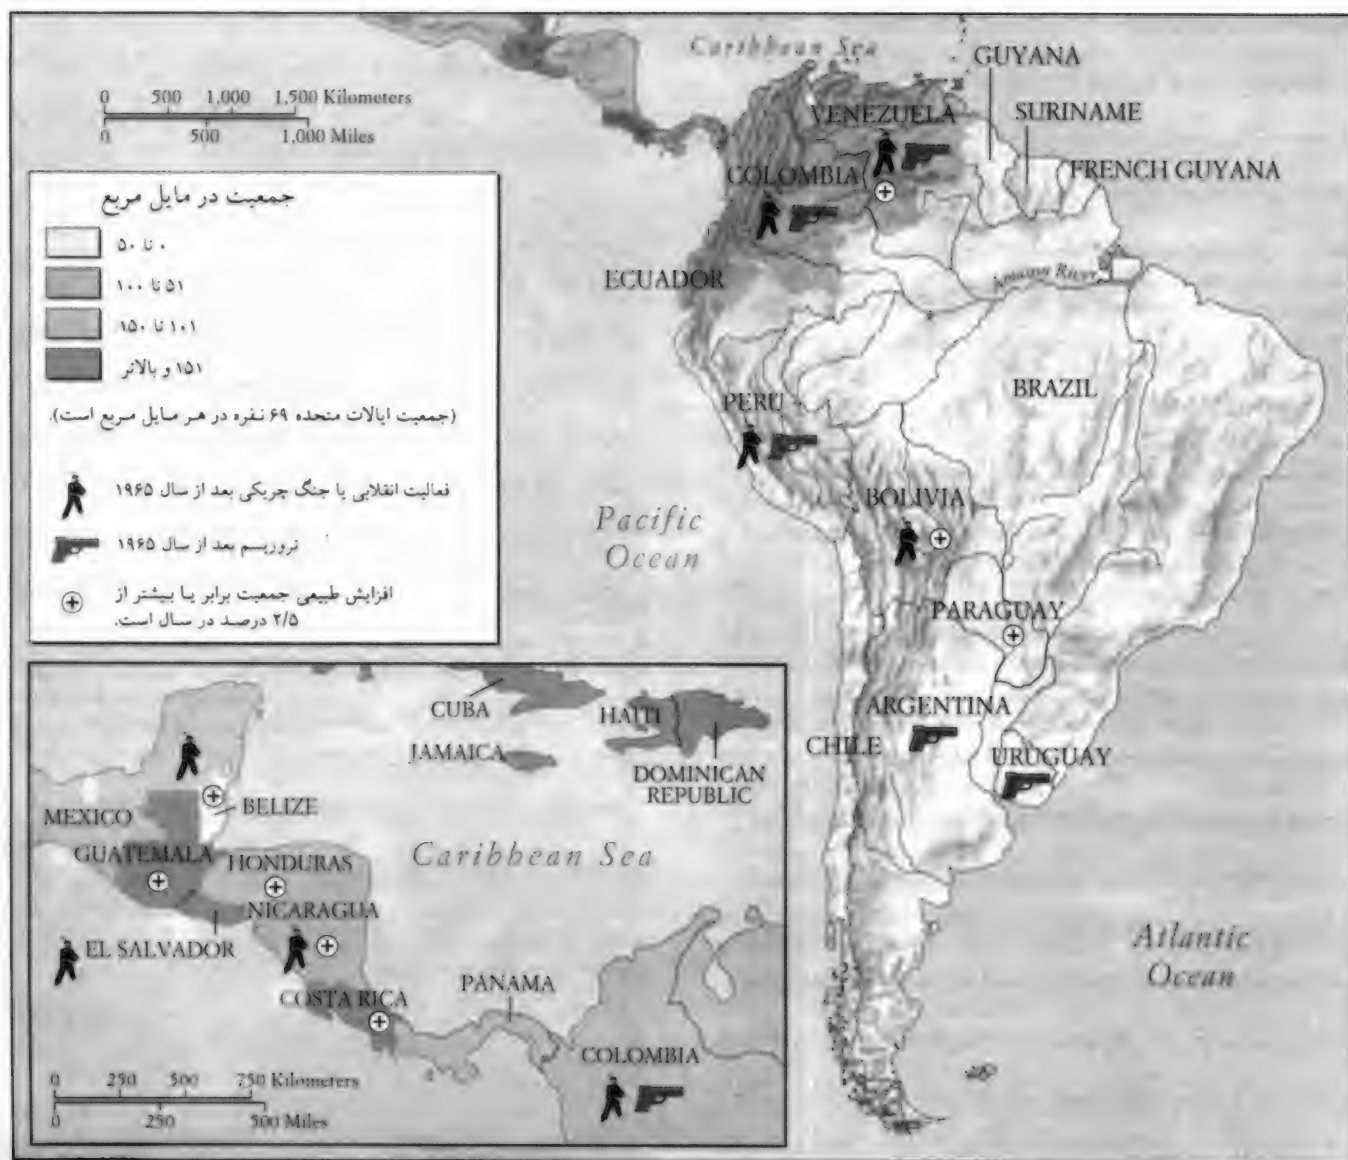 Caribbean Sea
GUYANA
0 500 1,000 1,500 Kilometers
0 500 1,000 Miles
VENEZUELA
SURINAME
COLOMBIA
FRENCH GUYANA
ECUADOR
Amazon River
BRAZIL
PERU
BOLIVIA
Pacific
Ocean
PARAGUAY
ARGENTINA
CHILE
URUGUAY
Atlantic
Ocean
جمعیت در مایل مربع
۰ تا ۵۰
۵۱ تا ۱۰۰
۱۰۱ تا ۱۵۰
۱۵۱ و بالاتر
(جمعیت ایالات متحده ۶۹ نفره در هر مایل مربع است).
فعالیت انقلابی یا جنگ چریکی بعد از سال ۱۹۶۵
تروریسم بعد از سال ۱۹۶۵
افزایش طبیعی جمعیت برابر یا بیشتر از
۲/۵ درصد در سال است.
CUBA
HAITI
JAMAICA
DOMINICAN
REPUBLIC
MEXICO
BELIZE
GUATEMALA
HONDURAS
Caribbean Sea
NICARAGUA
EL SALVADOR
COSTA RICA
PANAMA
COLOMBIA
0 250 500 750 Kilometers
0 250 500 Miles